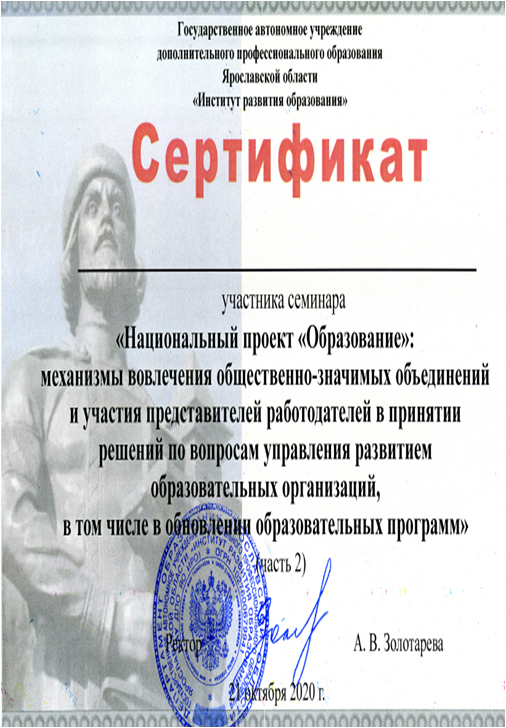 Государственное автономное учреждение
дополнительного профессионального образования
Ярославской области
«Институт развития образования»
Сертификат
участника семинара
«Национальный проект «Образование»:
механизмы вовлечения общественно-значимых объединений
и участия представителей работодателей в принятии
решений по вопросам управления развитием
образовательных организаций,
в том числе в обновлении образовательных программ»
(часть 2)
Ректор А. В. Золотарева
21 октября 2020 г.